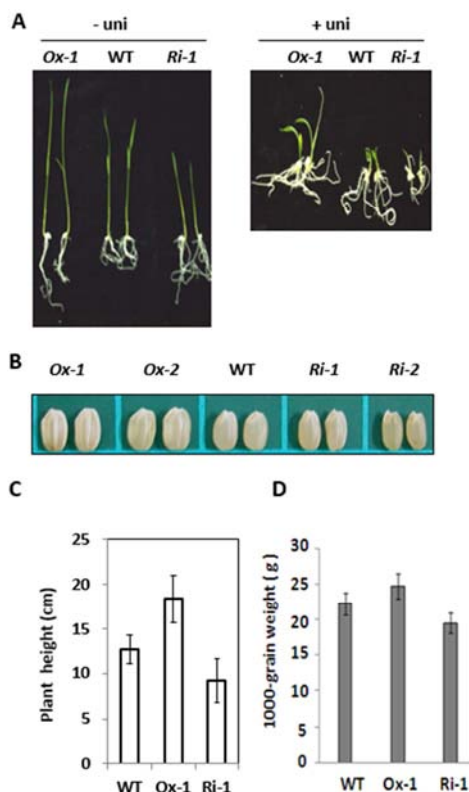 A
- uni
+ uni
Ox-1 WT Ri-1
Ox-1 WT Ri-1
B
Ox-1 Ox-2 WT Ri-1 Ri-2
C
Plant height (cm)
25
20
15
10
5
0
WT Ox-1 Ri-1
D
1000-grain weight ( g )
30
25
20
15
10
5
0
WT Ox-1 Ri-1